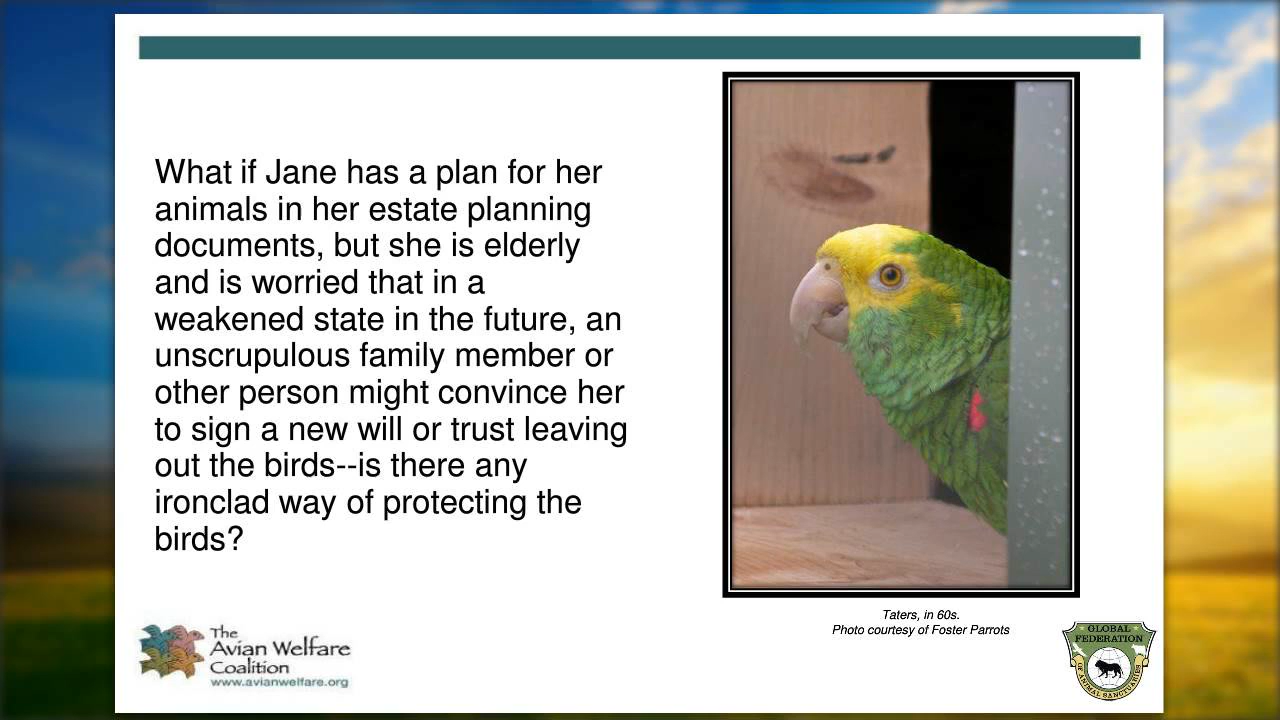 What if Jane has a plan for her
animals in her estate planning
documents, but she is elderly
and is worried that in a
weakened state in the future, an
unscrupulous family member or
other person might convince her
to sign a new will or trust leaving
out the birds--is there any
ironclad way of protecting the
birds?
Taters, in 60s.
Photo courtesy of Foster Parrots
The
Avian Welfare
Coalition
www.avianwelfare.org
GLOBAL
FEDERATION
OF ANIMAL SANCTUARIES